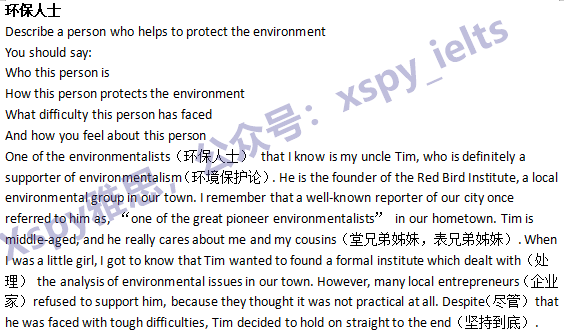 环保人士
Describe a person who helps to protect the environment
You should say:
Who this person is
How this person protects the environment
What difficulty this person has faced
And how you feel about this person
One of the environmentalists（环保人士） that I know is my uncle Tim, who is definitely a
supporter of environmentalism（环境保护论）. He is the founder of the Red Bird Institute, a local
environmental group in our town. I remember that a well-known reporter of our city once
referred to him as, “one of the great pioneer environmentalists” in our hometown. Tim is
middle-aged, and he really cares about me and my cousins（堂兄弟姊妹，表兄弟姊妹）. When
I was a little girl, I got to know that Tim wanted to found a formal institute which dealt with（处
理） the analysis of environmental issues in our town. However, many local entrepreneurs（企业
家）refused to support him, because they thought it was not practical at all. Despite（尽管）that
he was faced with tough difficulties, Tim decided to hold on straight to the end（坚持到底）.
xspy雅思，公众号：xspy_ielts